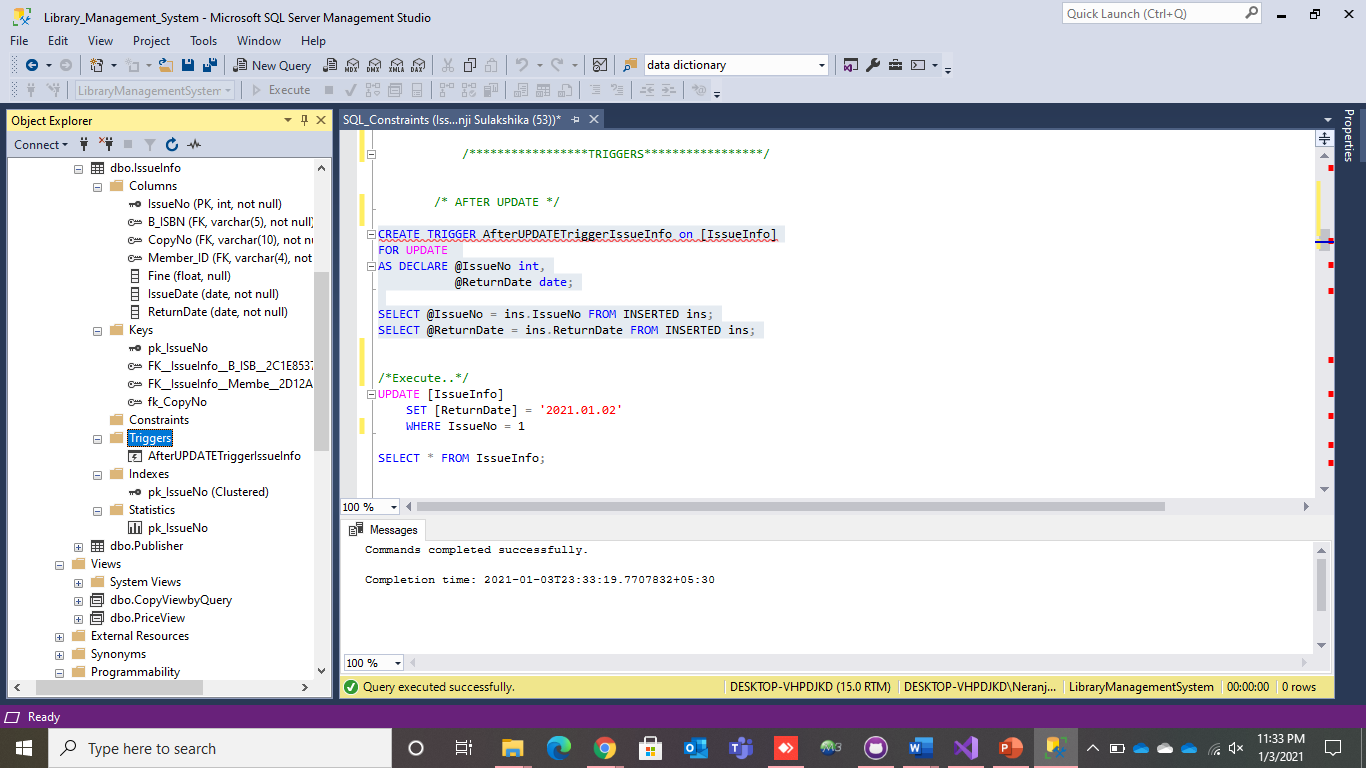 Library_Management_System - Microsoft SQL Server Management Studio
Quick Launch (Ctrl+Q)
File Edit View Project Tools Window Help
New Query
MDX DMX XMLA DAX
data dictionary
LibraryManagementSystem
Execute
Object Explorer
Connect
dbo.IssueInfo
Columns
IssueNo (PK, int, not null)
B_ISBN (FK, varchar(5), not null)
CopyNo (FK, varchar(10), not nu
Member_ID (FK, varchar(4), not
Fine (float, null)
IssueDate (date, not null)
ReturnDate (date, not null)
Keys
pk_IssueNo
FK__IssueInfo__B_ISB__2C1E8537
FK__IssueInfo__Membe__2D12A
fk_CopyNo
Constraints
Triggers
AfterUPDATETriggerIssueInfo
Indexes
pk_IssueNo (Clustered)
Statistics
pk_IssueNo
dbo.Publisher
Views
System Views
dbo.CopyViewbyQuery
dbo.PriceView
External Resources
Synonyms
Programmability
SQL_Constraints (Iss...nji Sulakshika (53))*
/*****************TRIGGERS*****************/
/* AFTER UPDATE */
CREATE TRIGGER AfterUPDATETriggerIssueInfo on [IssueInfo]
FOR UPDATE
AS DECLARE @IssueNo int,
@ReturnDate date;
SELECT @IssueNo = ins.IssueNo FROM INSERTED ins;
SELECT @ReturnDate = ins.ReturnDate FROM INSERTED ins;
/*Execute..*/
UPDATE [IssueInfo]
SET [ReturnDate] = '2021.01.02'
WHERE IssueNo = 1
SELECT * FROM IssueInfo;
100 %
Messages
Commands completed successfully.
Completion time: 2021-01-03T23:33:19.7707832+05:30
100 %
Query executed successfully.
DESKTOP-VHPDJKD (15.0 RTM)
DESKTOP-VHPDJKD\Neranj...
LibraryManagementSystem
00:00:00
0 rows
Properties
Ready
Type here to search
11:33 PM
1/3/2021